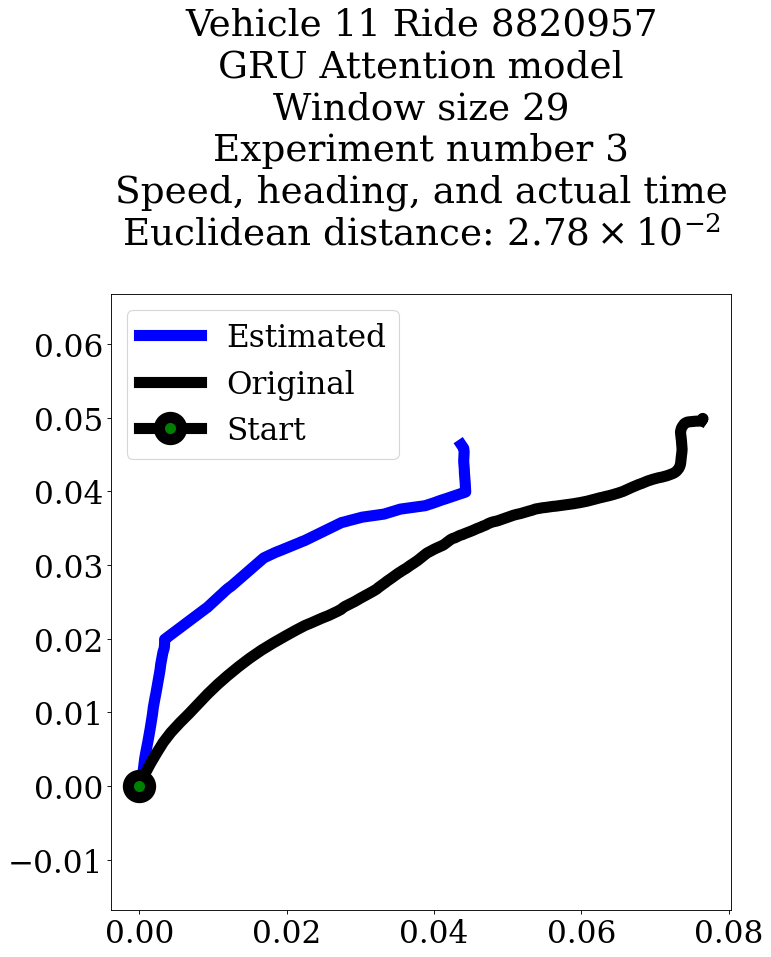 Vehicle 11 Ride 8820957
GRU Attention model
Window size 29
Experiment number 3
Speed, heading, and actual time
Euclidean distance: 2.78 × 10⁻²
Estimated
Original
Start
0.06
0.05
0.04
0.03
0.02
0.01
0.00
−0.01
0.00 0.02 0.04 0.06 0.08